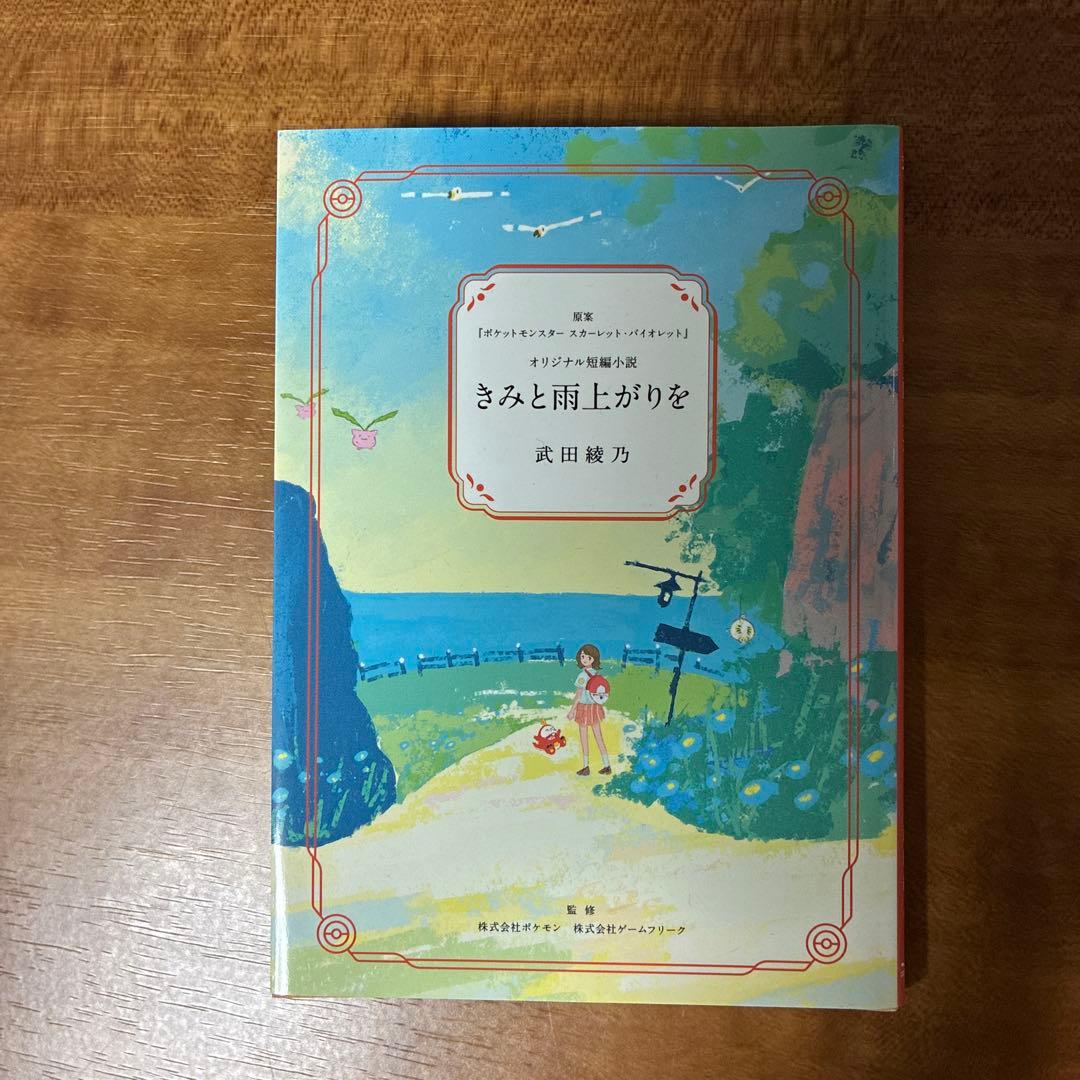 原案
『ポケットモンスター スカーレット・バイオレット』
オリジナル短編小説
きみと雨上がりを
武田綾乃
監修
株式会社ポケモン　株式会社ゲームフリーク